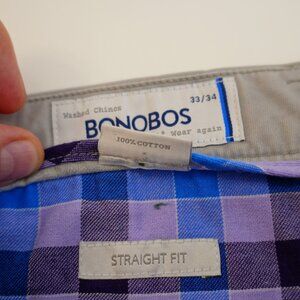 33/34
Washed Chinos
BONOBOS
Wear again
100% COTTON
STRAIGHT FIT